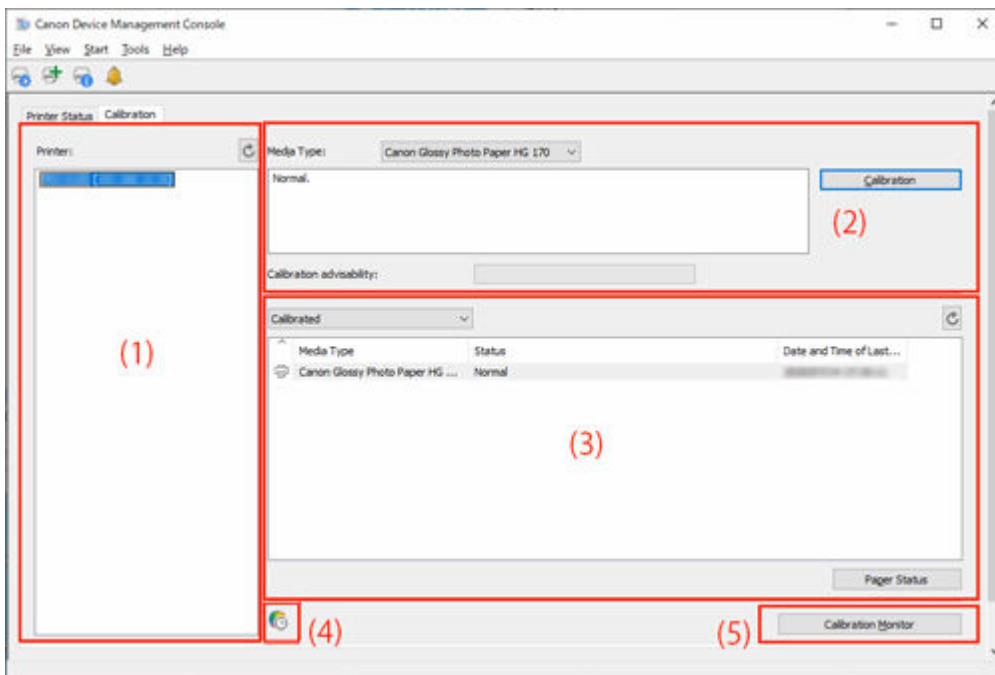 Canon Device Management Console
File View Start Tools Help
Printer Status Calibration
Printer:
Media Type: Canon Glossy Photo Paper HG 170
Normal.
Calibration
(2)
Calibration advisability:
(1)
Calibrated
Media Type Status Date and Time of Last...
Canon Glossy Photo Paper HG ... Normal
(3)
Paper Status
(4)
(5)
Calibration Monitor